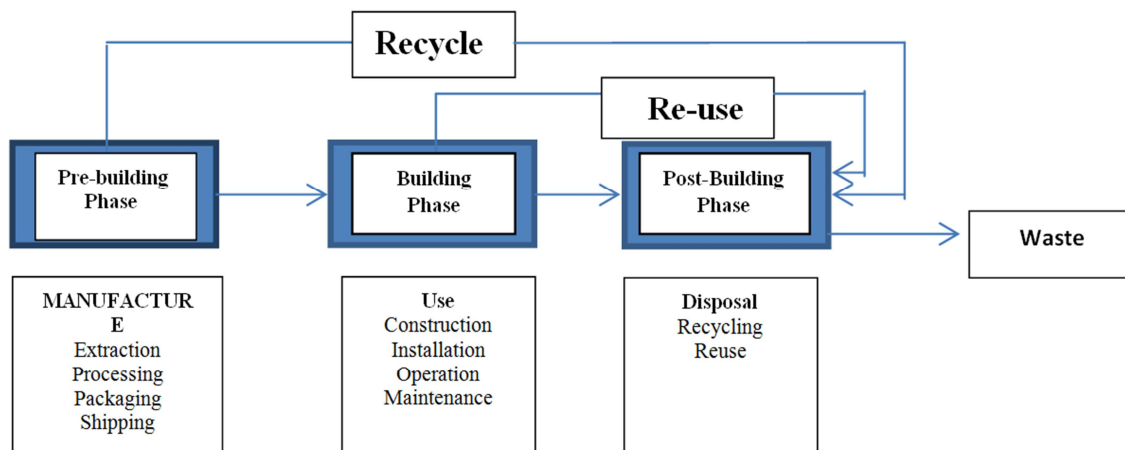 Recycle
Re-use
Pre-building
Phase
Building
Phase
Post-Building
Phase
Waste
MANUFACTUR
E
Extraction
Processing
Packaging
Shipping
Use
Construction
Installation
Operation
Maintenance
Disposal
Recycling
Reuse